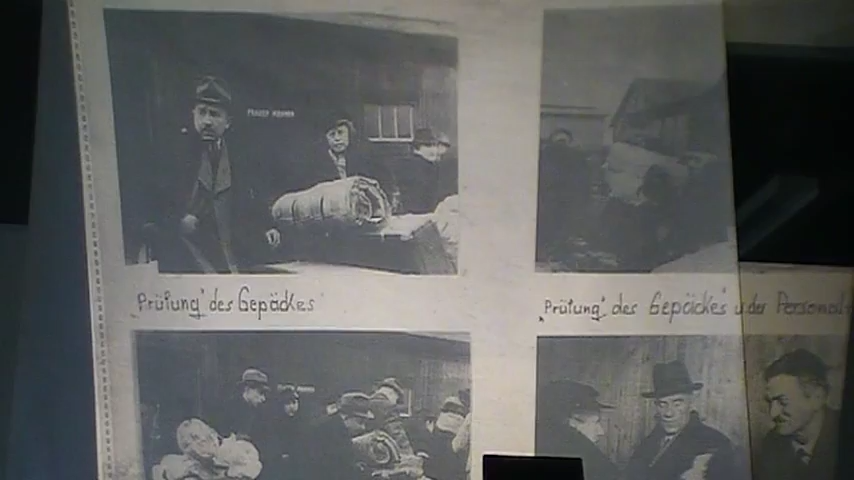 "Prüfung" des Gepäckes
"Prüfung" des Gepäckes u der Personal